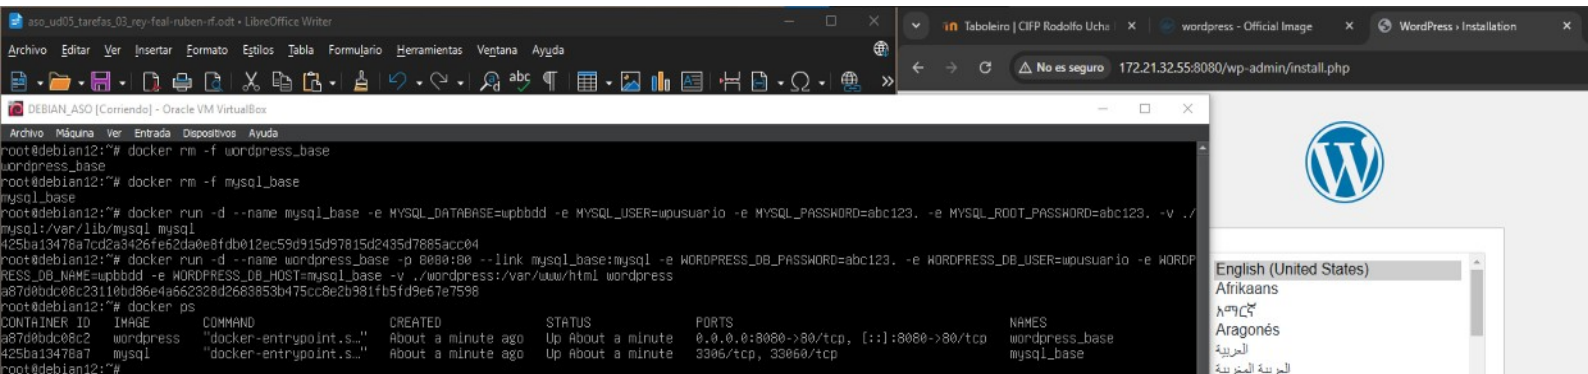 aso_ud05_tarefas_03_rey-feal-ruben-rf.odt • LibreOffice Writer
Archivo Editar Ver Insertar Formato Estilos Tabla Formulario Herramientas Ventana Ayuda
DEBIAN_ASO [Corriendo] - Oracle VM VirtualBox
Archivo Máquina Ver Entrada Dispositivos Ayuda
root@debian12:~# docker rm -f wordpress_base
wordpress_base
root@debian12:~# docker rm -f mysql_base
mysql_base
root@debian12:~# docker run -d --name mysql_base -e MYSQL_DATABASE=wpbbdd -e MYSQL_USER=wpusuario -e MYSQL_PASSWORD=abc123. -e MYSQL_ROOT_PASSWORD=abc123. -v ./
mysql:/var/lib/mysql mysql
425ba13478a7cd2a3426fe62da0e8fdb012ec59d915d97815d2435d7885acc04
root@debian12:~# docker run -d --name wordpress_base -p 8080:80 --link mysql_base:mysql -e WORDPRESS_DB_PASSWORD=abc123. -e WORDPRESS_DB_USER=wpusuario -e WORDP
RESS_DB_NAME=wpbbdd -e WORDPRESS_DB_HOST=mysql_base -v ./wordpress:/var/www/html wordpress
a87d0bdc08c23110bd86e4a662328d2683853b475cc8e2b981fb5fd9e67e7598
root@debian12:~# docker ps
CONTAINER ID IMAGE COMMAND CREATED STATUS PORTS NAMES
a87d0bdc08c2 wordpress "docker-entrypoint.s…" About a minute ago Up About a minute 0.0.0.0:8080->80/tcp, [::]:8080->80/tcp wordpress_base
425ba13478a7 mysql "docker-entrypoint.s…" About a minute ago Up About a minute 3306/tcp, 33060/tcp mysql_base
root@debian12:~#
Taboleiro | CIFP Rodolfo Ucha
wordpress - Official Image
WordPress › Installation
No es seguro 172.21.32.55:8080/wp-admin/install.php
English (United States)
Afrikaans
አማርኛ
Aragonés
العربية
العربية المغربية